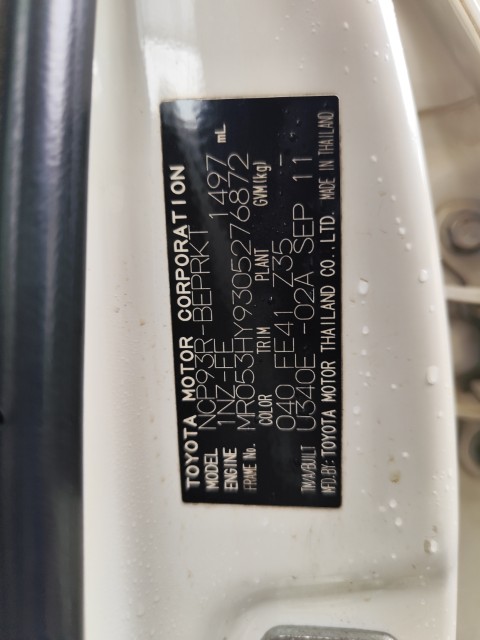 TOYOTA MOTOR CORPORATION
MODEL NCP93R-BEPRKT
ENGINE 1NZ-FE 1497 mL
FRAME No. MR053HY9305276872
COLOR TRIM PLANT GVM(kg)
040 FE41 Z35 -
TM/A/BUILT U340E -02A SEP 11
MFD.BY: TOYOTA MOTOR THAILAND CO., LTD. MADE IN THAILAND